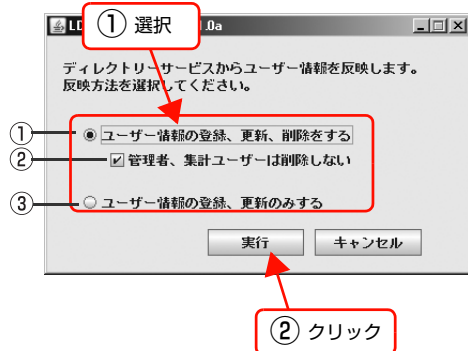 ① 選択
.0a
ディレクトリーサービスからユーザー情報を反映します。
反映方法を選択してください。
① ユーザー情報の登録、更新、削除をする
② 管理者、集計ユーザーは削除しない
③ ユーザー情報の登録、更新のみする
実行 キャンセル
② クリック